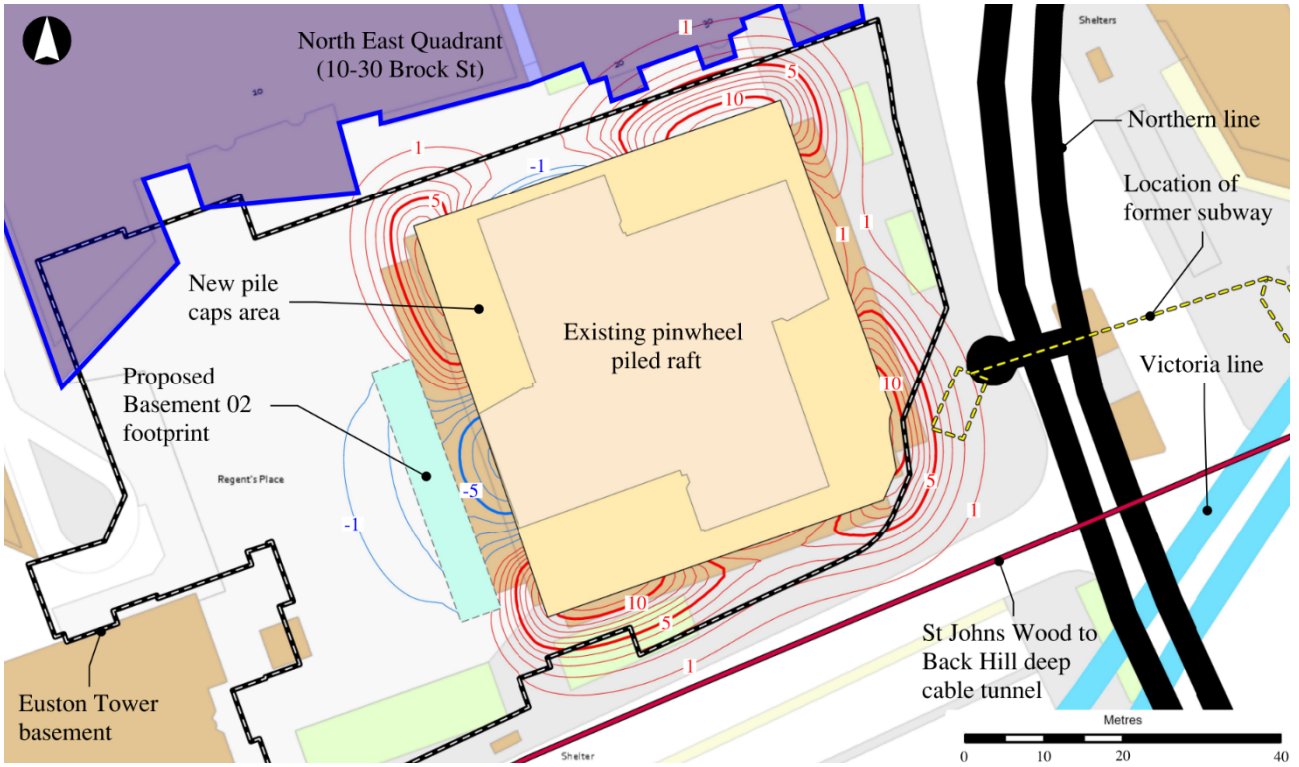 North East Quadrant
(10-30 Brock St)
10
20
30
Shelters
1
5
10
1
-1
5
Northern line
Location of
former subway
New pile
caps area
Existing pinwheel
piled raft
1
1
Proposed
Basement 02
footprint
Victoria line
10
Regent's Place
-5
-1
5
1
10
5
1
St Johns Wood to
Back Hill deep
cable tunnel
Euston Tower
basement
Shelter
Metres
0
10
20
40